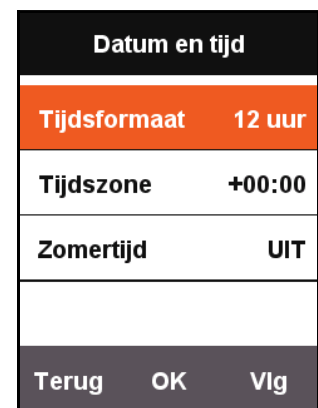 Datum en tijd
Tijdsformaat 12 uur
Tijdszone +00:00
Zomertijd UIT
Terug OK Vlg